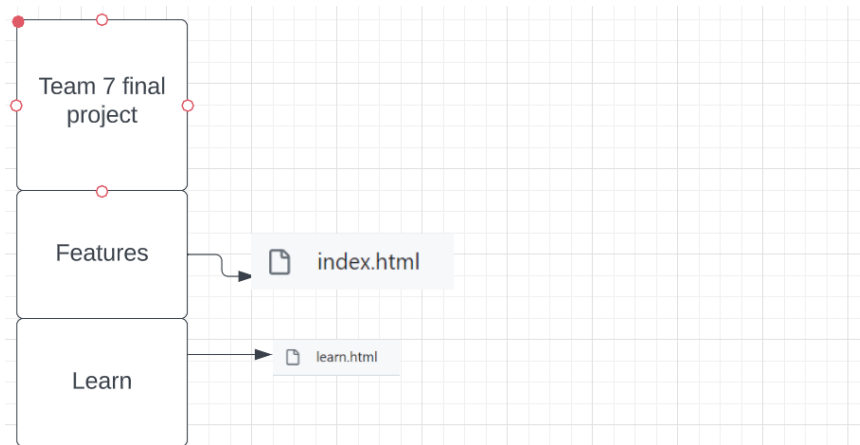 Team 7 final
project
Features
index.html
Learn
learn.html